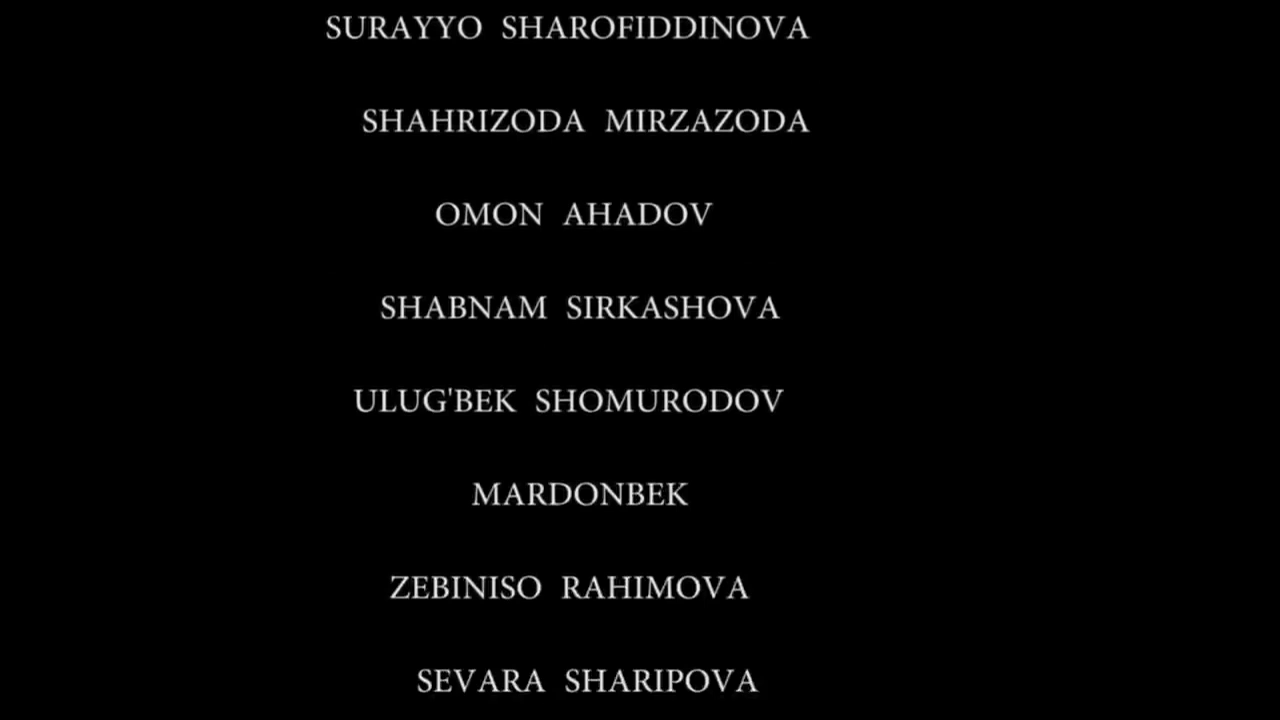 SURAYYO SHAROFIDDINOVA
SHAHRIZODA MIRZAZODA
OMON AHADOV
SHABNAM SIRKASHOVA
ULUG'BEK SHOMURODOV
MARDONBEK
ZEBINISO RAHIMOVA
SEVARA SHARIPOVA